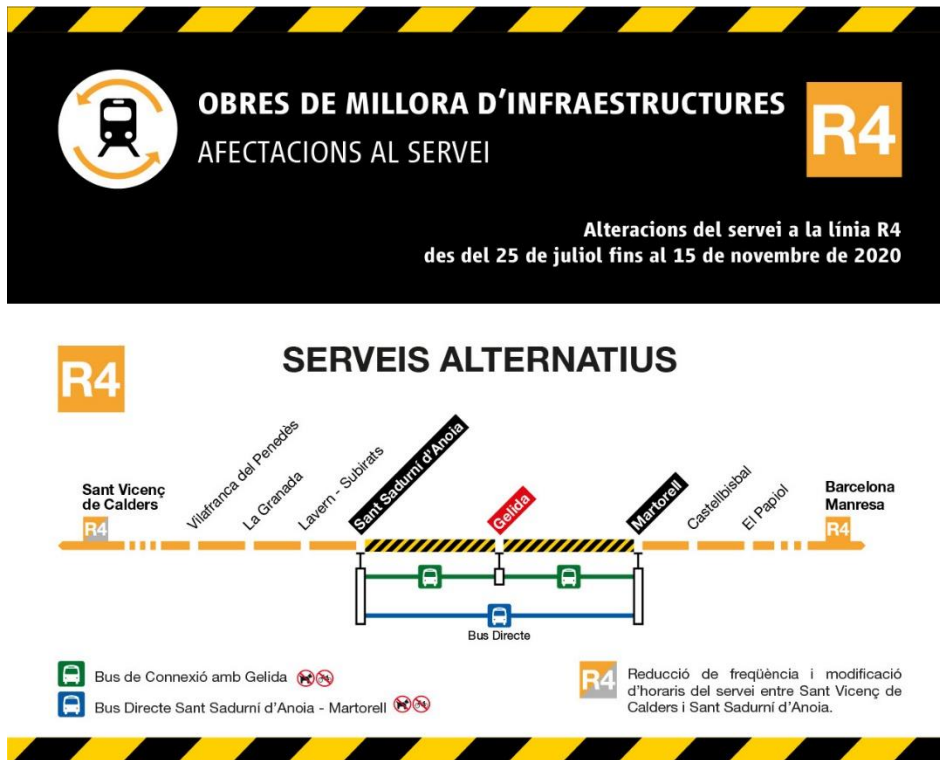 OBRES DE MILLORA D'INFRAESTRUCTURES
AFECTACIONS AL SERVEI
R4
Alteracions del servei a la línia R4
des del 25 de juliol fins al 15 de novembre de 2020
R4
SERVEIS ALTERNATIUS
Sant Vicenç
de Calders
R4
Vilafranca del Penedès
La Granada
Lavern - Subirats
Sant Sadurní d'Anoia
Gelida
Martorell
Castellbisbal
El Papiol
Barcelona
Manresa
R4
Bus Directe
Bus de Connexió amb Gelida
Bus Directe Sant Sadurní d'Anoia - Martorell
R4
Reducció de freqüència i modificació
d'horaris del servei entre Sant Vicenç de
Calders i Sant Sadurní d'Anoia.